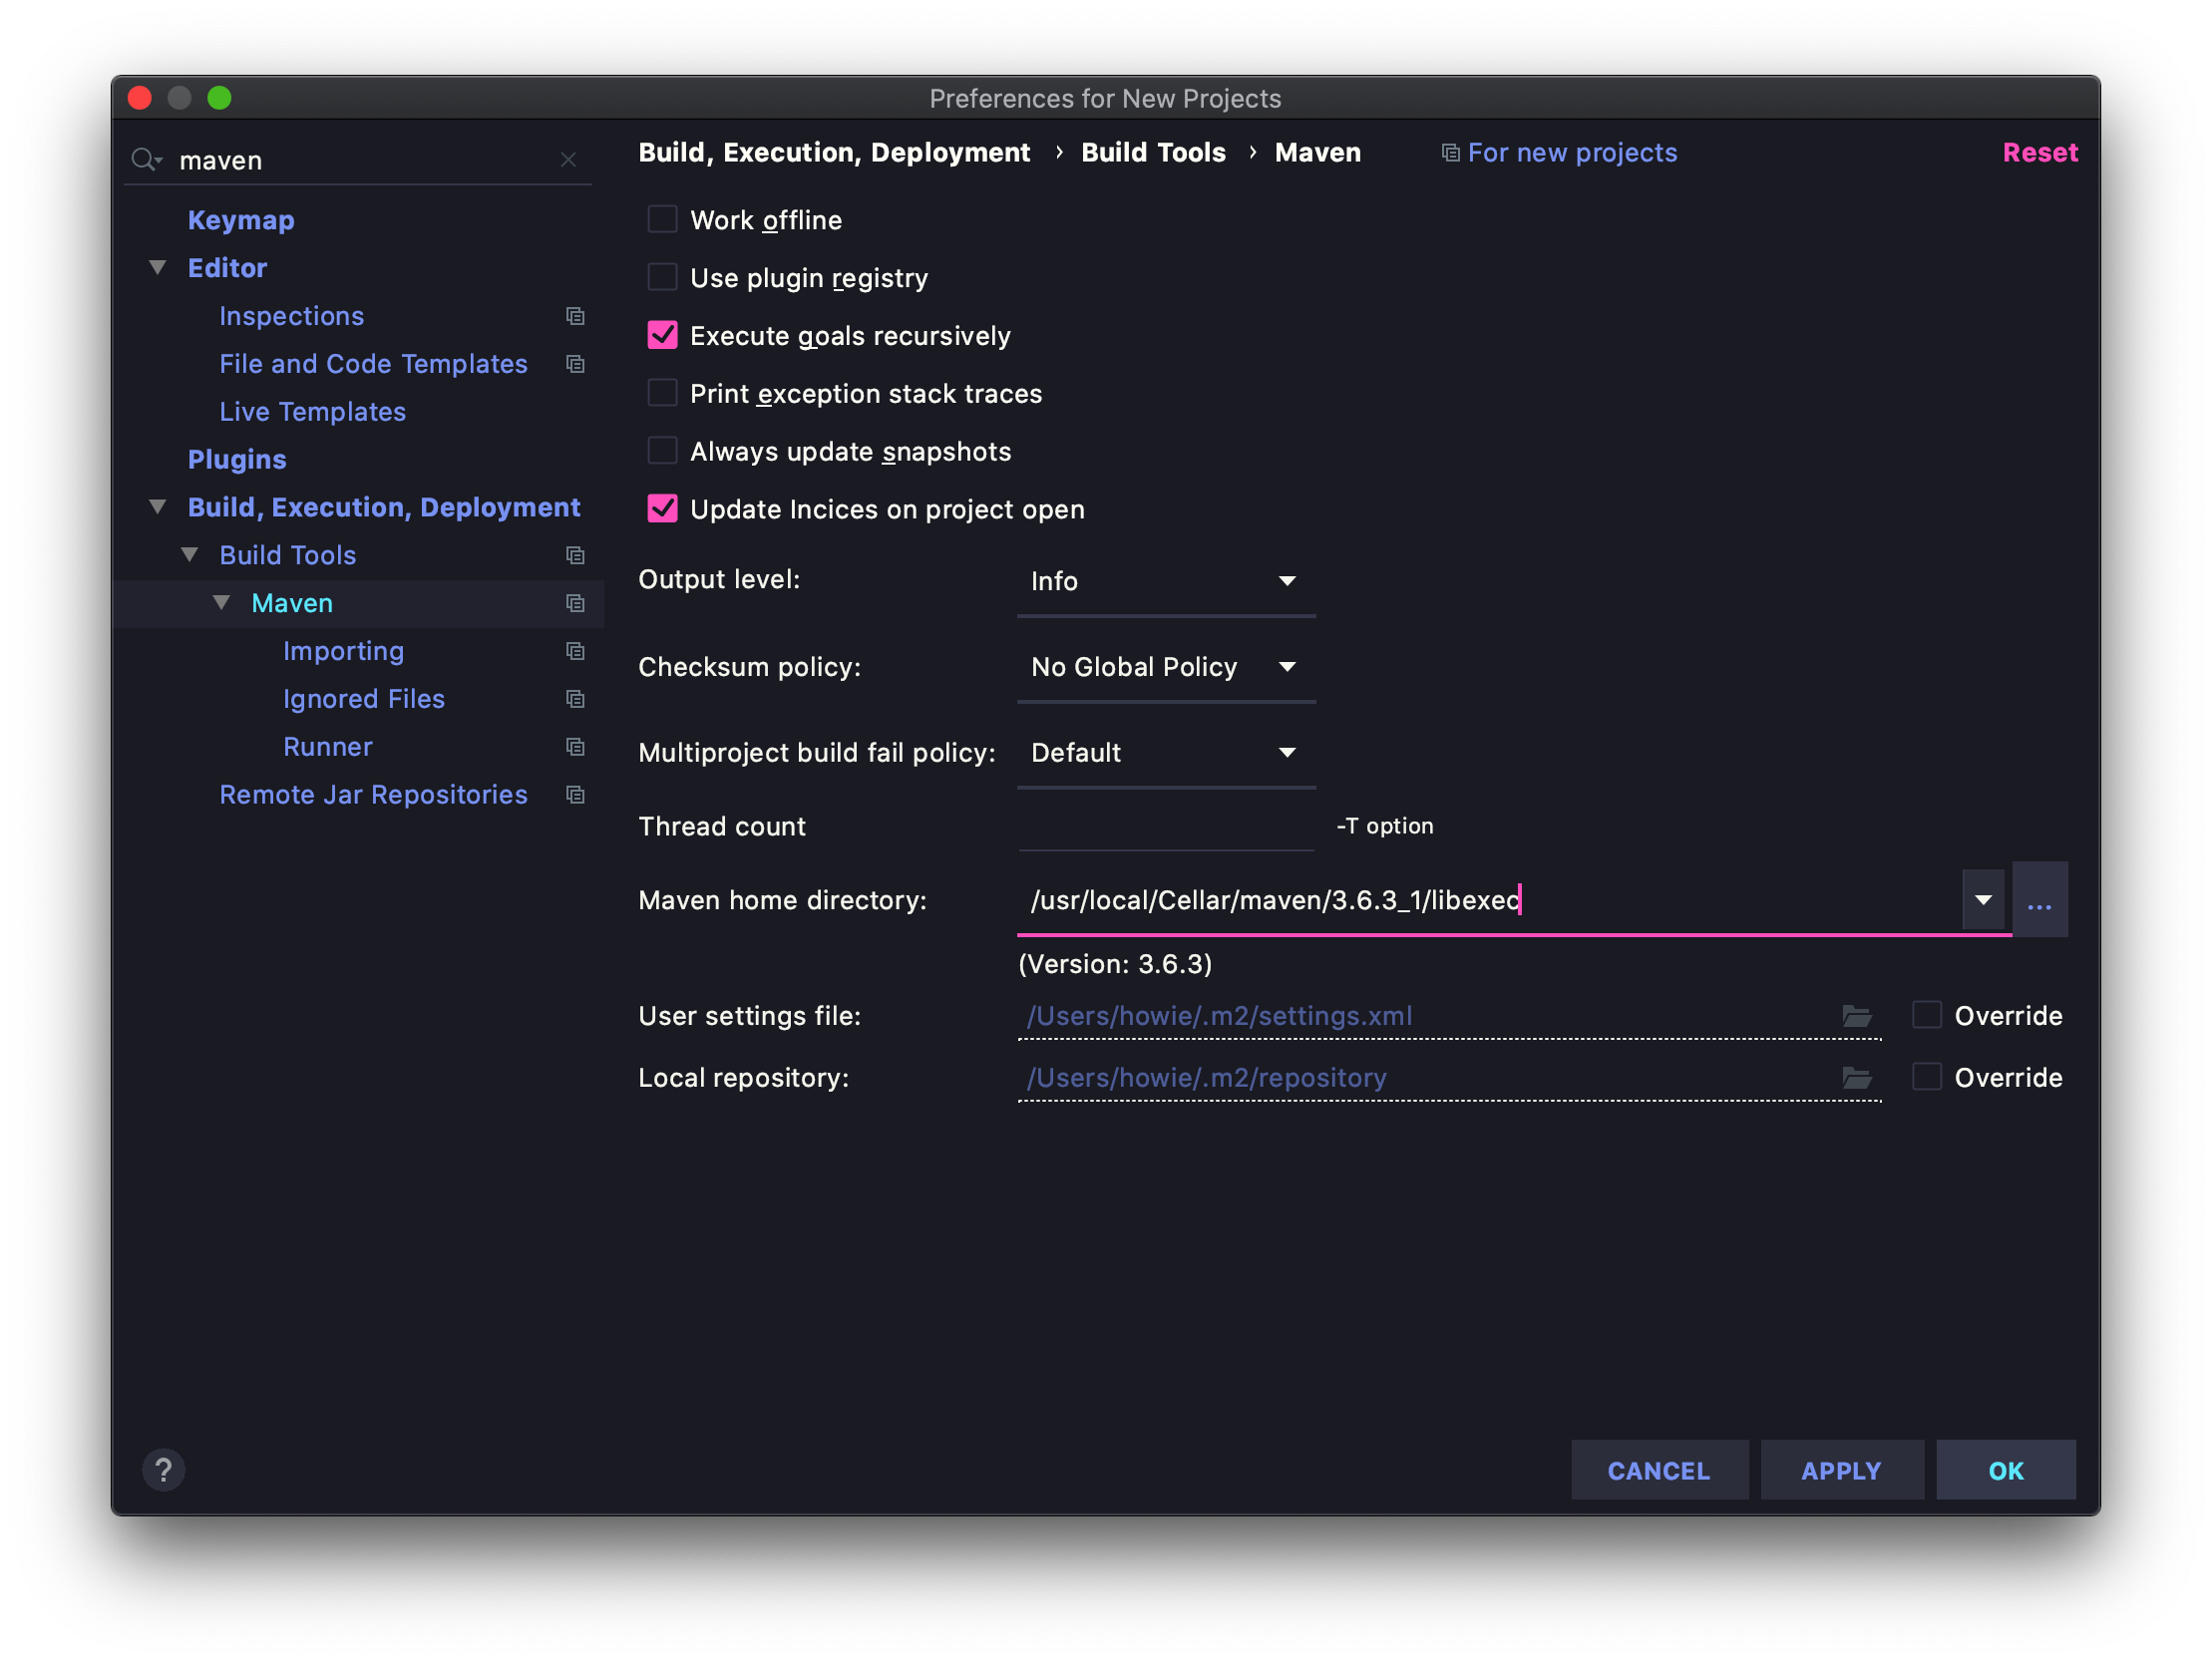 Preferences for New Projects
maven
Keymap
Editor
Inspections
File and Code Templates
Live Templates
Plugins
Build, Execution, Deployment
Build Tools
Maven
Importing
Ignored Files
Runner
Remote Jar Repositories
Build, Execution, Deployment › Build Tools › Maven For new projects Reset
Work offline
Use plugin registry
Execute goals recursively
Print exception stack traces
Always update snapshots
Update Incices on project open
Output level: Info
Checksum policy: No Global Policy
Multiproject build fail policy: Default
Thread count -T option
Maven home directory: /usr/local/Cellar/maven/3.6.3_1/libexec ...
(Version: 3.6.3)
User settings file: /Users/howie/.m2/settings.xml Override
Local repository: /Users/howie/.m2/repository Override
? CANCEL APPLY OK